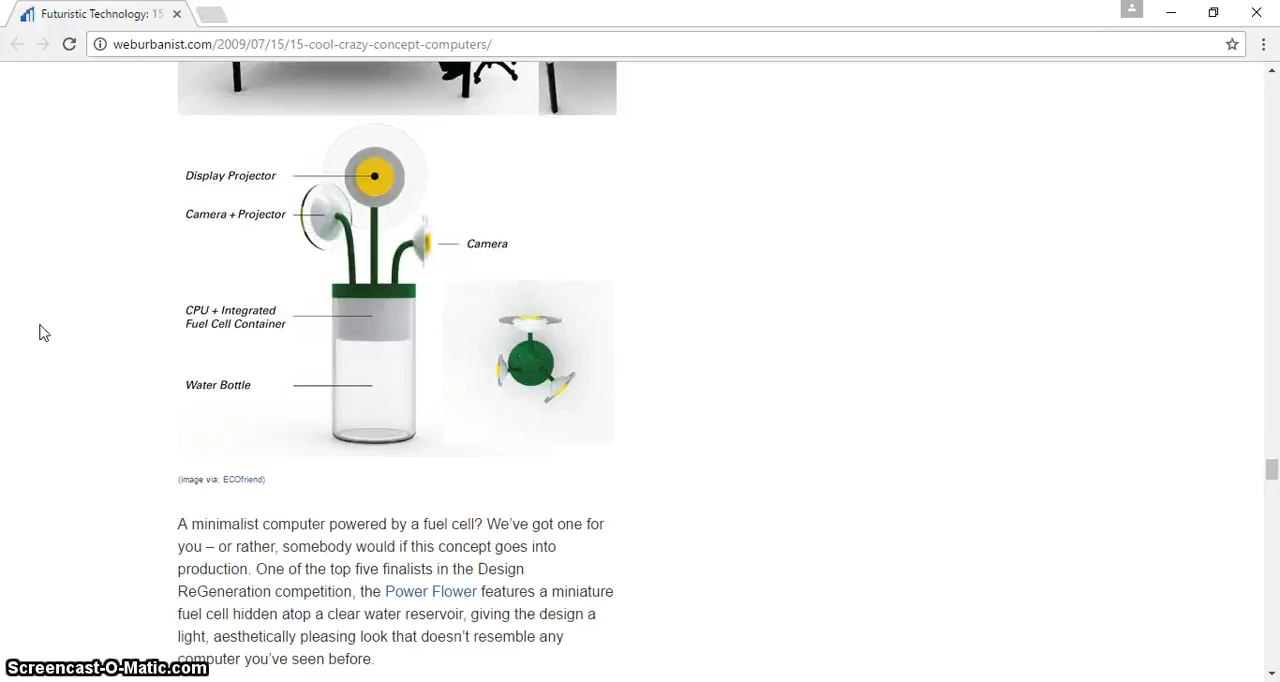 Futuristic Technology: 15
weburbanist.com/2009/07/15/15-cool-crazy-concept-computers/
Display Projector
Camera + Projector
Camera
CPU + Integrated
Fuel Cell Container
Water Bottle
(image via: ECOfriend)
A minimalist computer powered by a fuel cell? We’ve got one for
you – or rather, somebody would if this concept goes into
production. One of the top five finalists in the Design
ReGeneration competition, the Power Flower features a miniature
fuel cell hidden atop a clear water reservoir, giving the design a
light, aesthetically pleasing look that doesn’t resemble any
computer you’ve seen before.
Screencast-O-Matic.com